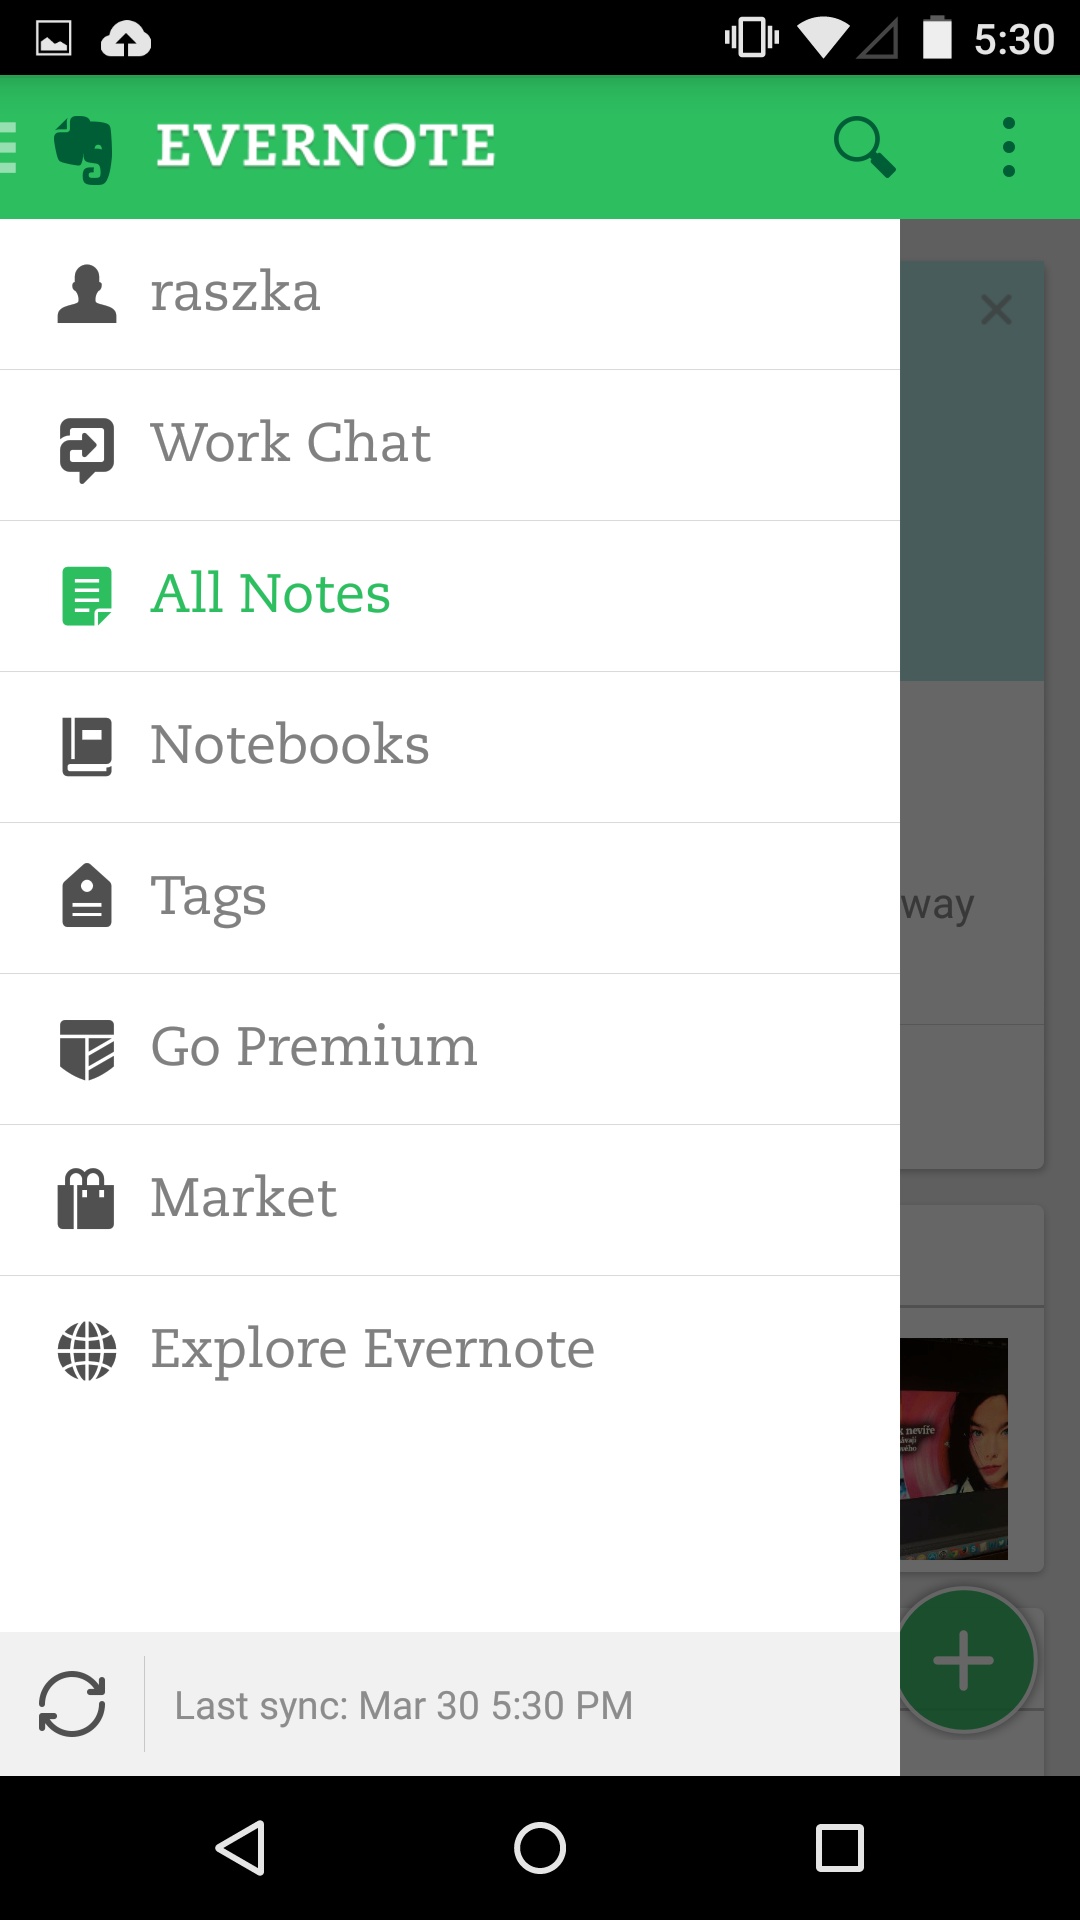 5:30
EVERNOTE
raszka
Work Chat
All Notes
Notebooks
Tags
way
Go Premium
Market
Explore Evernote
nevíře
Last sync: Mar 30 5:30 PM